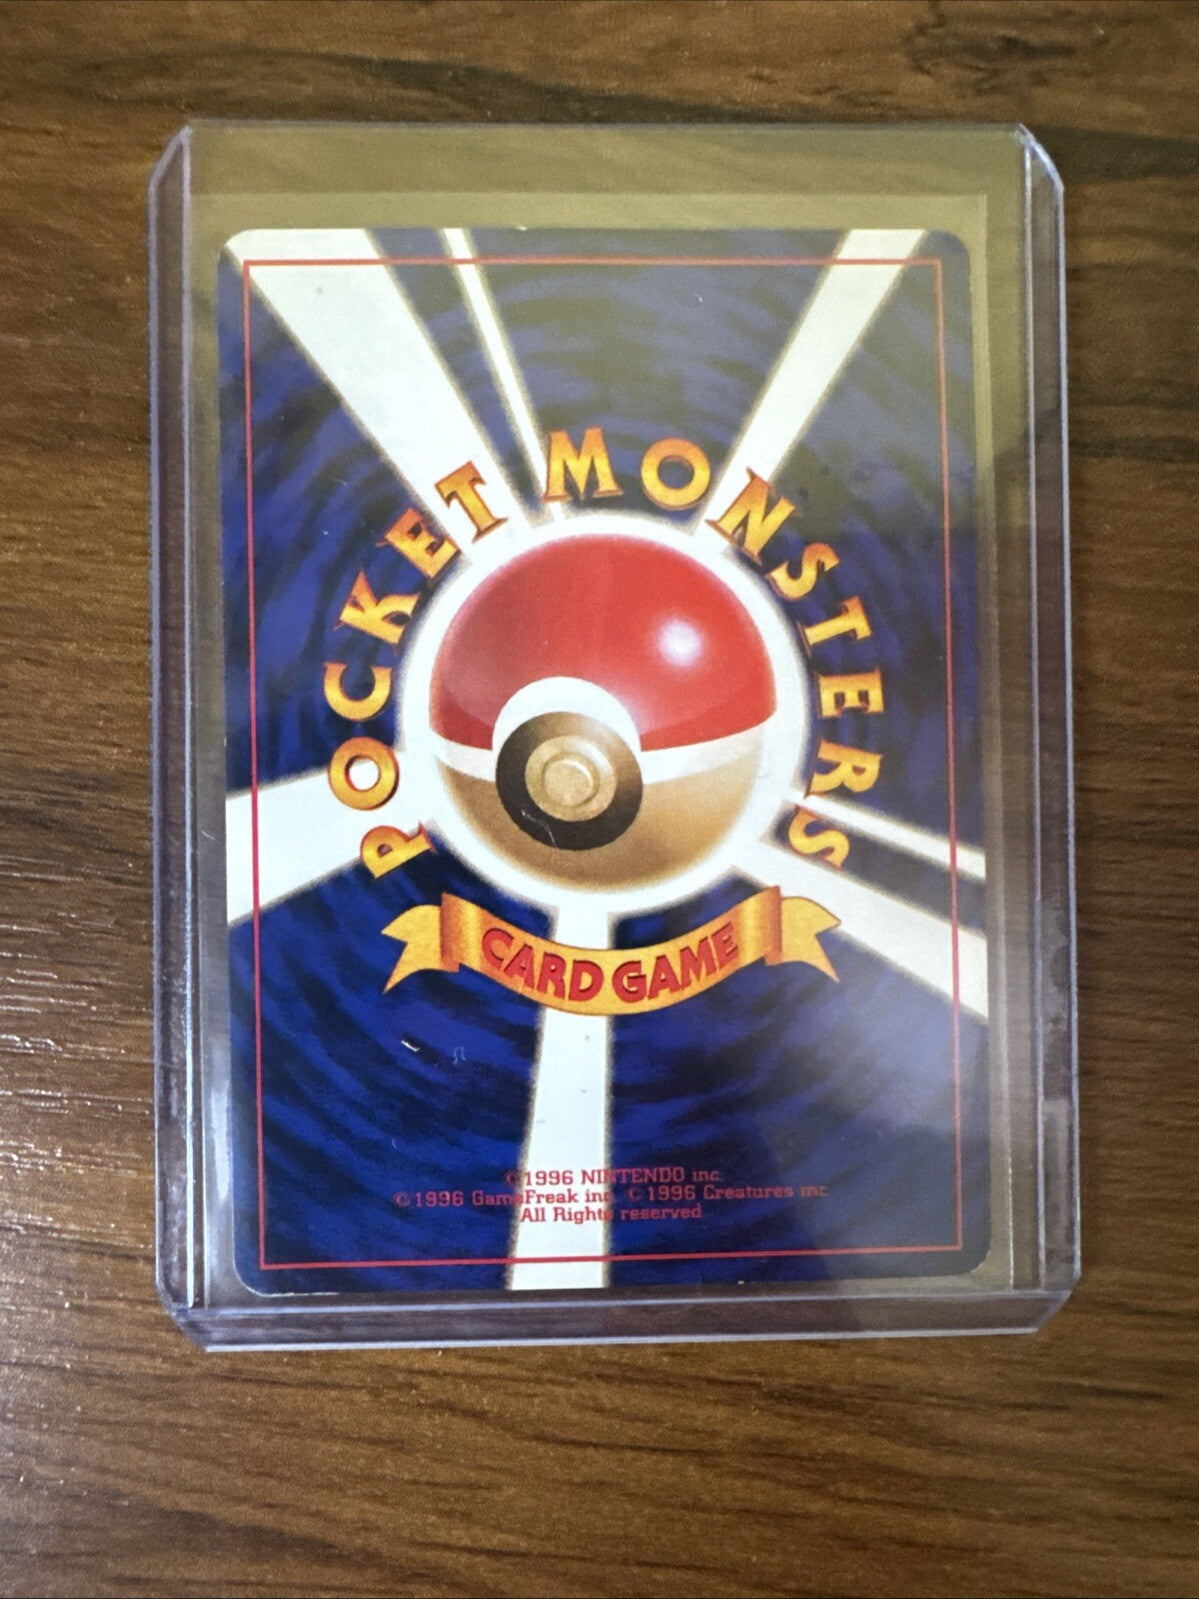 POCKET MONSTERS
CARD GAME
©1996 NINTENDO inc.
©1996 GameFreak inc. ©1996 Creatures inc.
All Rights reserved